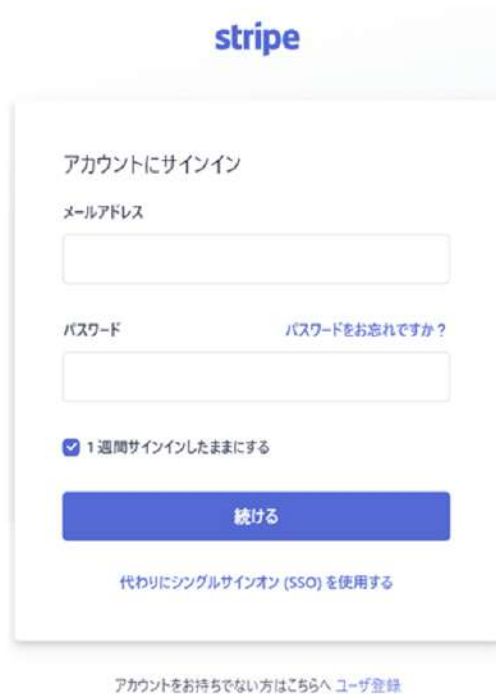 stripe
アカウントにサインイン
メールアドレス
パスワード パスワードをお忘れですか？
1 週間サインインしたままにする
続ける
代わりにシングルサインオン (SSO) を使用する
アカウントをお持ちでない方はこちらへ ユーザ登録